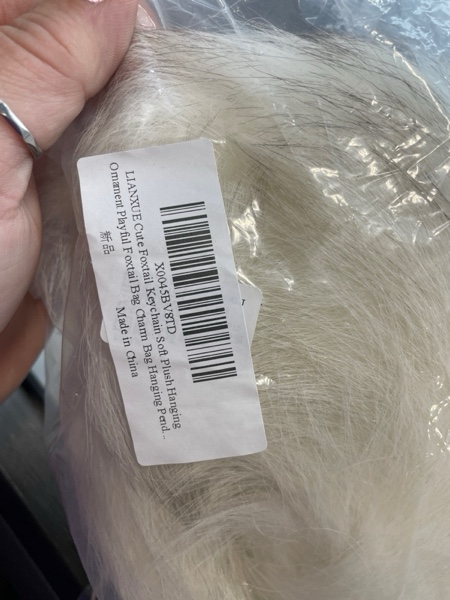 X0045BV8TD
LIANXUE Cute Foxtail Keychain Soft Plush Hanging
Ornament Playful Foxtail Bag Charm Bag Hanging Pend...
新品
Made in China